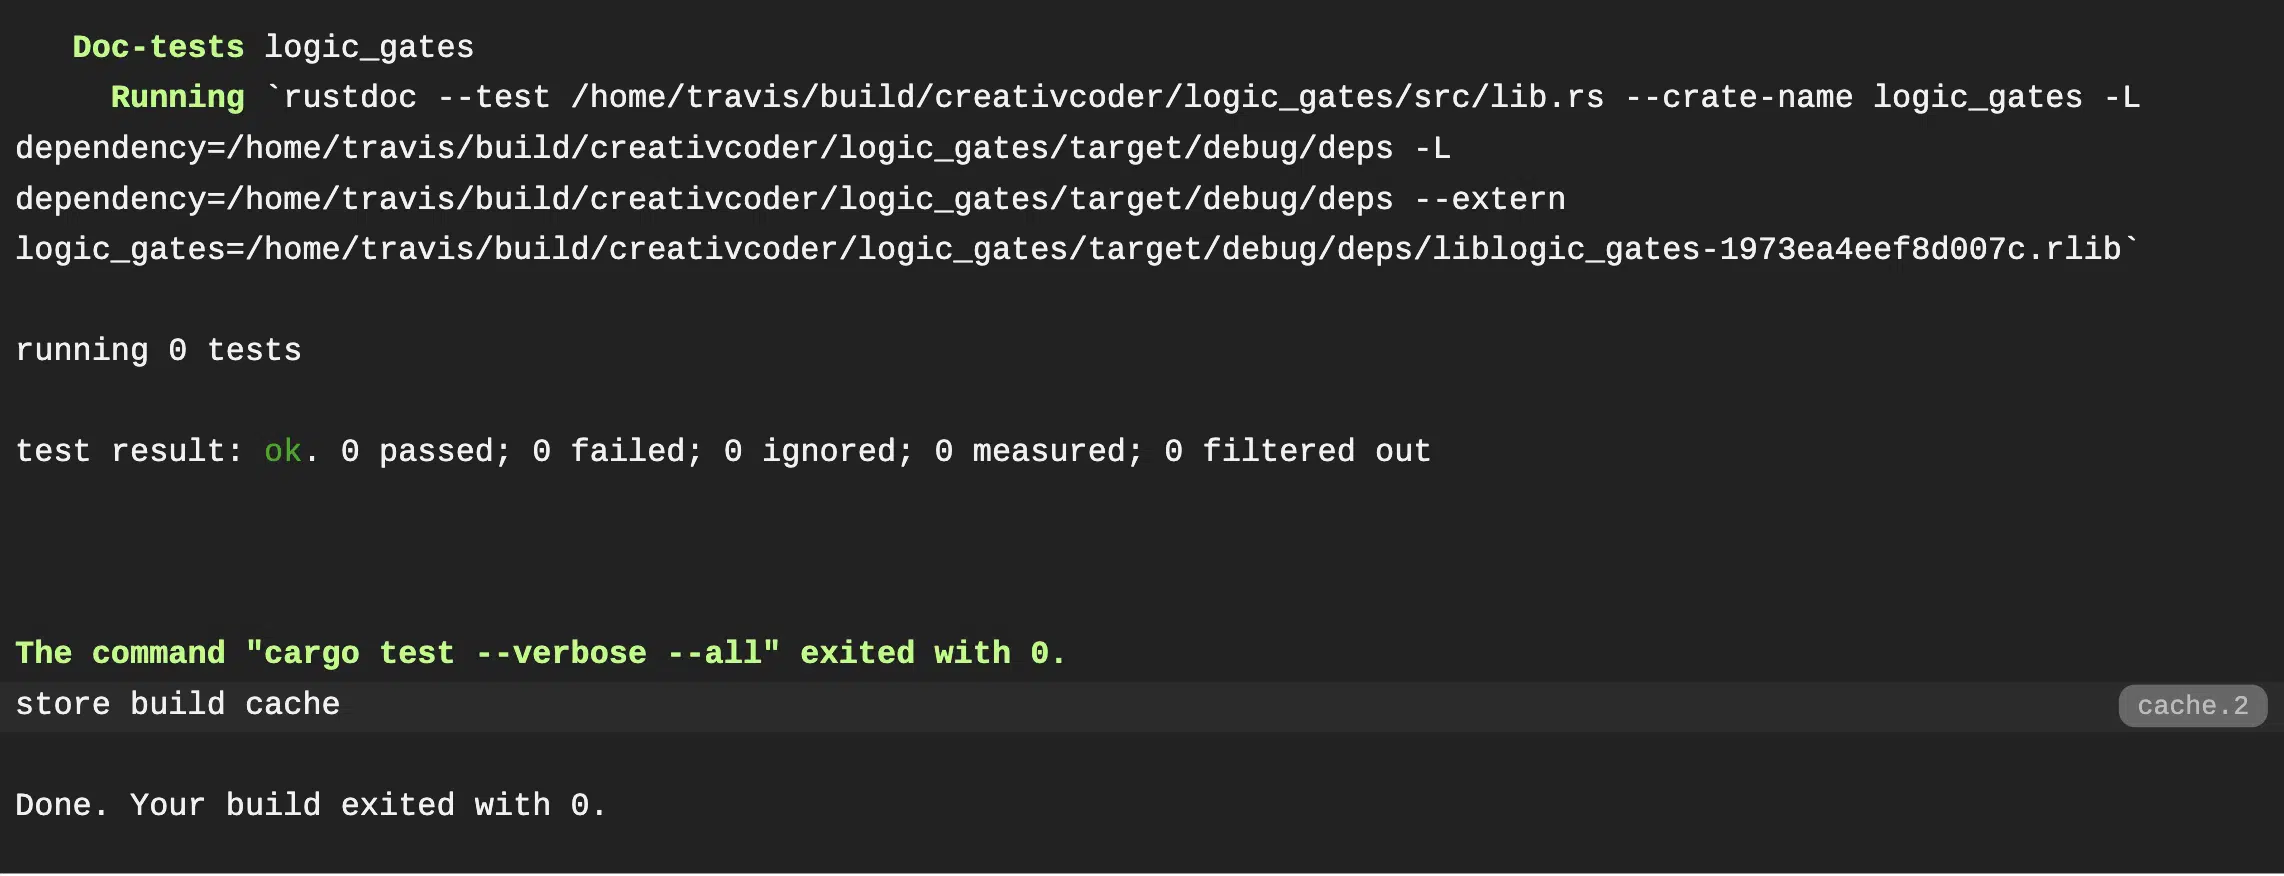 Doc-tests logic_gates
Running `rustdoc --test /home/travis/build/creativcoder/logic_gates/src/lib.rs --crate-name logic_gates -L
dependency=/home/travis/build/creativcoder/logic_gates/target/debug/deps -L
dependency=/home/travis/build/creativcoder/logic_gates/target/debug/deps --extern
logic_gates=/home/travis/build/creativcoder/logic_gates/target/debug/deps/liblogic_gates-1973ea4eef8d007c.rlib`
running 0 tests
test result: ok. 0 passed; 0 failed; 0 ignored; 0 measured; 0 filtered out
The command "cargo test --verbose --all" exited with 0.
store build cache cache.2
Done. Your build exited with 0.